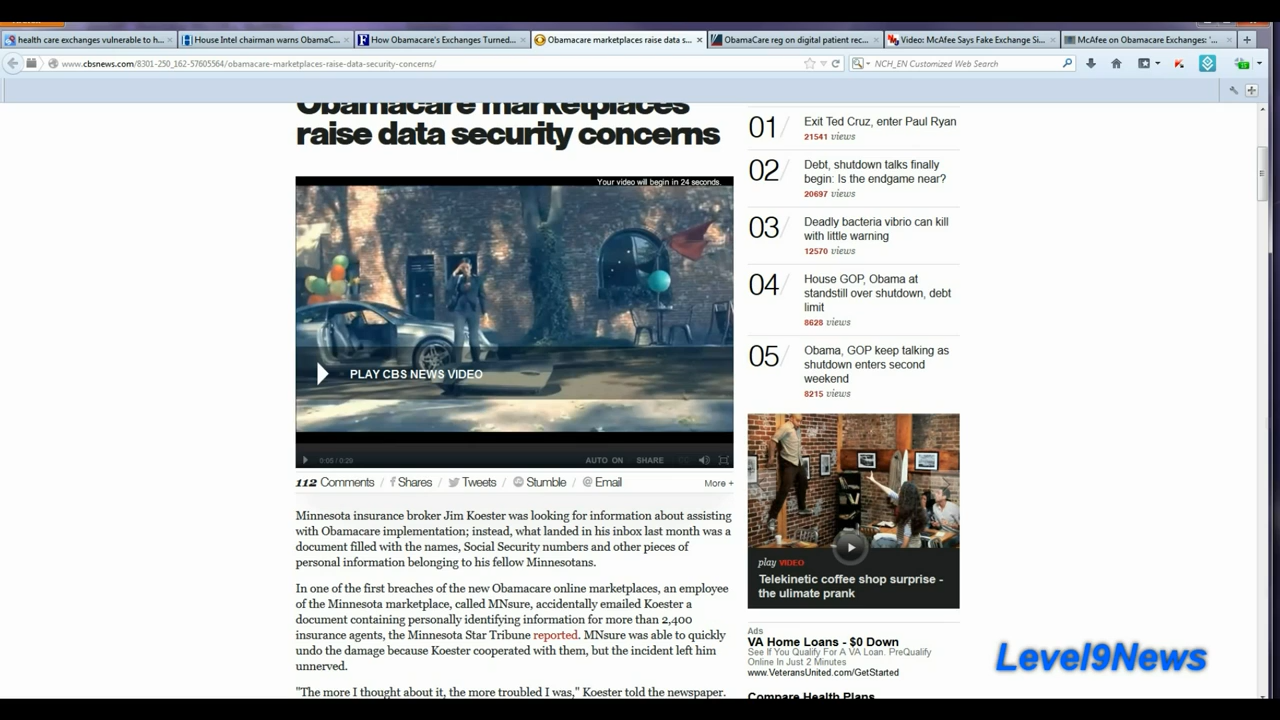 health care exchanges vulnerable to h...
House Intel chairman warns ObamaC...
How Obamacare's Exchanges Turned...
Obamacare marketplaces raise data s...
ObamaCare reg on digital patient rec...
Video: McAfee Says Fake Exchange Si...
McAfee on Obamacare Exchanges: '...
www.cbsnews.com/8301-250_162-57605564/obamacare-marketplaces-raise-data-security-concerns/
NCH_EN Customized Web Search
Obamacare marketplaces
raise data security concerns
Your video will begin in 24 seconds.
PLAY CBS NEWS VIDEO
0:05 / 0:29
AUTO ON
SHARE
112 Comments
Shares
Tweets
Stumble
Email
More +
Minnesota insurance broker Jim Koester was looking for information about assisting
with Obamacare implementation; instead, what landed in his inbox last month was a
document filled with the names, Social Security numbers and other pieces of
personal information belonging to his fellow Minnesotans.
In one of the first breaches of the new Obamacare online marketplaces, an employee
of the Minnesota marketplace, called MNsure, accidentally emailed Koester a
document containing personally identifying information for more than 2,400
insurance agents, the Minnesota Star Tribune reported. MNsure was able to quickly
undo the damage because Koester cooperated with them, but the incident left him
unnerved.
"The more I thought about it, the more troubled I was," Koester told the newspaper.
01/
Exit Ted Cruz, enter Paul Ryan
21541 views
02/
Debt, shutdown talks finally
begin: Is the endgame near?
20697 views
03/
Deadly bacteria vibrio can kill
with little warning
12570 views
04/
House GOP, Obama at
standstill over shutdown, debt
limit
8628 views
05/
Obama, GOP keep talking as
shutdown enters second
weekend
8215 views
play VIDEO
Telekinetic coffee shop surprise -
the ulimate prank
Ads
VA Home Loans - $0 Down
See If You Qualify For A VA Loan. PreQualify
Online In Just 2 Minutes
www.VeteransUnited.com/GetStarted
Compare Health Plans
Level9News